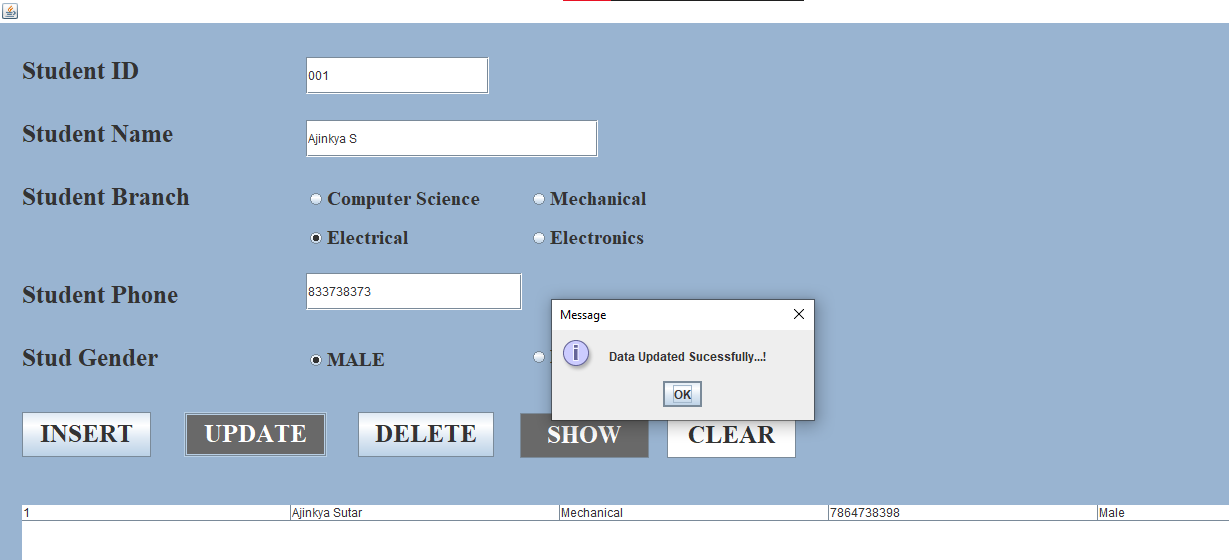 Student ID
001
Student Name
Ajinkya S
Student Branch
Computer Science
Mechanical
Electrical
Electronics
Student Phone
833738373
Message
Data Updated Sucessfully...!
OK
Stud Gender
MALE
INSERT
UPDATE
DELETE
SHOW
CLEAR
1 Ajinkya Sutar Mechanical 7864738398 Male